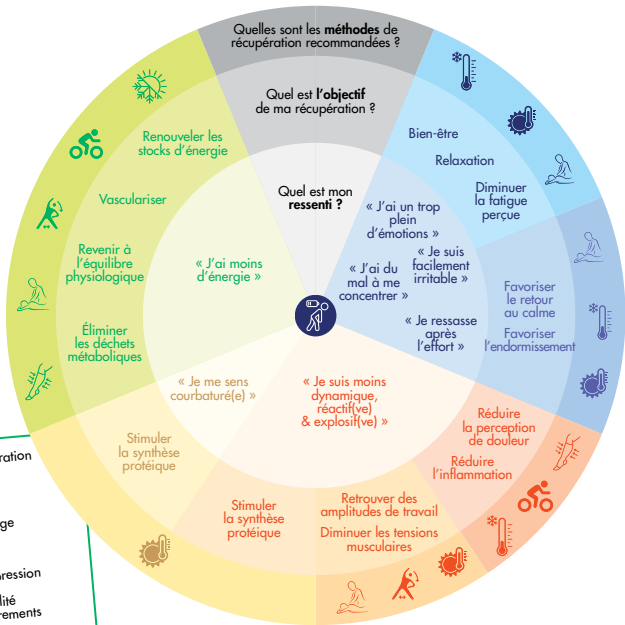 Quelles sont les méthodes de
récupération recommandées ?
Quel est l'objectif
de ma récupération ?
Quel est mon
ressenti ?
« J'ai un trop
plein
d'émotions »
« Je suis
facilement
irritable »
« J'ai du
mal à me
concentrer »
« Je ressasse
après
l'effort »
Bien-être
Relaxation
Diminuer
la fatigue
perçue
Favoriser
le retour
au calme
Favoriser
l'endormissement
« Je suis moins
dynamique,
réactif(ve)
& explosif(ve) »
Réduire
la perception
de douleur
Réduire
l'inflammation
Retrouver des
amplitudes de travail
Diminuer les tensions
musculaires
Stimuler
la synthèse
protéique
« Je me sens
courbaturé(e) »
Stimuler
la synthèse
protéique
« J'ai moins
d'énergie »
Renouveler les
stocks d'énergie
Vasculariser
Revenir à
l'équilibre
physiologique
Éliminer
les déchets
métaboliques